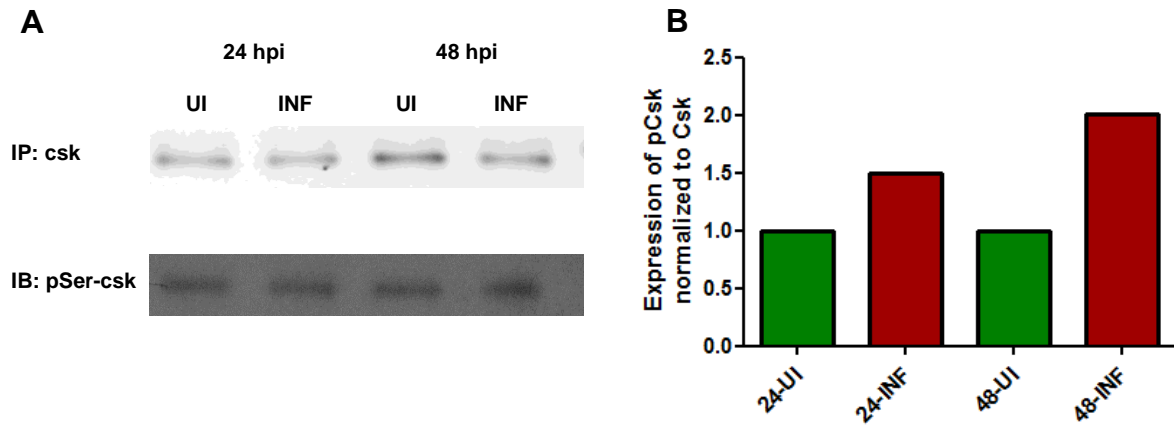 A
24 hpi 48 hpi
UI INF UI INF
IP: csk
IB: pSer-csk
B
Expression of pCsk
normalized to Csk
2.5
2.0
1.5
1.0
0.5
0.0
24-UI
24-INF
48-UI
48-INF